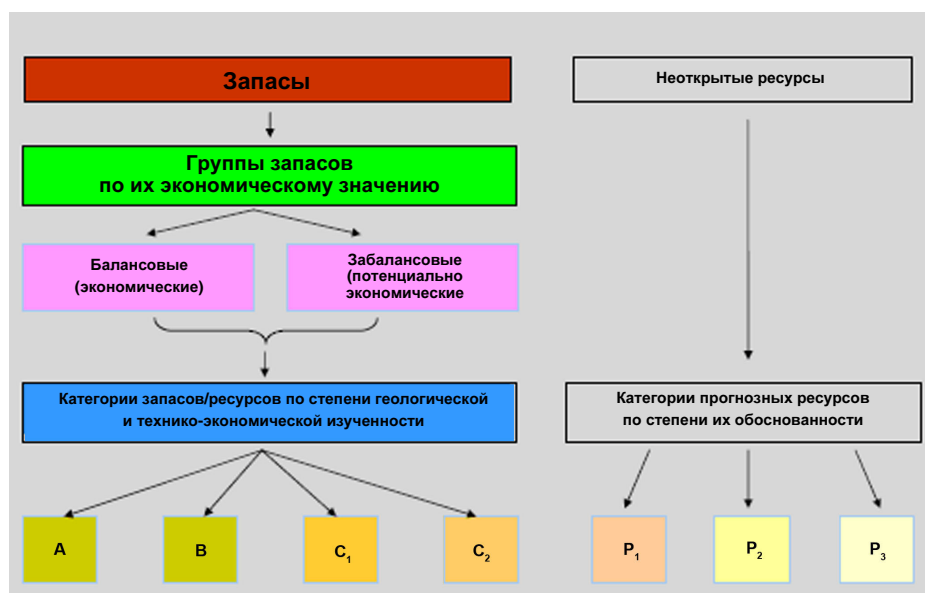 Запасы
Неоткрытые ресурсы
Группы запасов
по их экономическому значению
Балансовые
(экономические)
Забалансовые
(потенциально
экономические
Категории запасов/ресурсов по степени геологической
и технико-экономической изученности
Категории прогнозных ресурсов
по степени их обоснованности
A
B
C₁
C₂
P₁
P₂
P₃